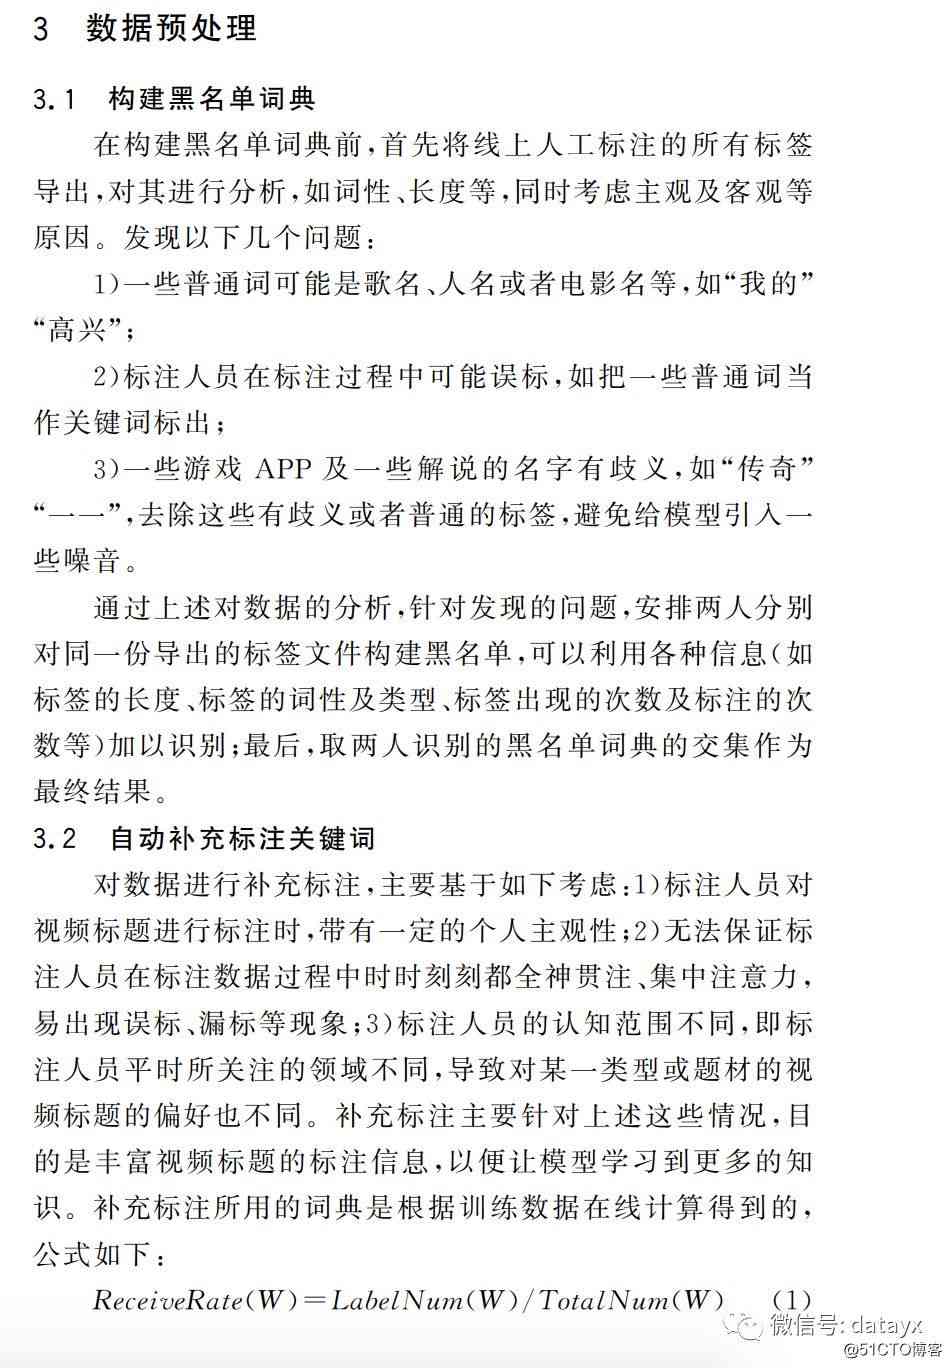 3 数据预处理
3.1 构建黑名单词典
在构建黑名单词典前,首先将线上人工标注的所有标签
导出,对其进行分析,如词性、长度等,同时考虑主观及客观等
原因。发现以下几个问题:
1)一些普通词可能是歌名、人名或者电影名等,如“我的”
“高兴”;
2)标注人员在标注过程中可能误标,如把一些普通词当
作关键词标出;
3)一些游戏 APP 及一些解说的名字有歧义,如“传奇”
“一一”,去除这些有歧义或者普通的标签,避免给模型引入一
些噪音。
通过上述对数据的分析,针对发现的问题,安排两人分别
对同一份导出的标签文件构建黑名单,可以利用各种信息(如
标签的长度、标签的词性及类型、标签出现的次数及标注的次
数等)加以识别;最后,取两人识别的黑名单词典的交集作为
最终结果。
3.2 自动补充标注关键词
对数据进行补充标注,主要基于如下考虑:1)标注人员对
视频标题进行标注时,带有一定的个人主观性;2)无法保证标
注人员在标注数据过程中时时刻刻都全神贯注、集中注意力,
易出现误标、漏标等现象;3)标注人员的认知范围不同,即标
注人员平时所关注的领域不同,导致对某一类型或题材的视
频标题的偏好也不同。补充标注主要针对上述这些情况,目
的是丰富视频标题的标注信息,以便让模型学习到更多的知
识。补充标注所用的词典是根据训练数据在线计算得到的,
公式如下:
ReceiveRate(W)=LabelNum(W)/TotalNum(W) (1)
微信号: datayx
@51CTO博客